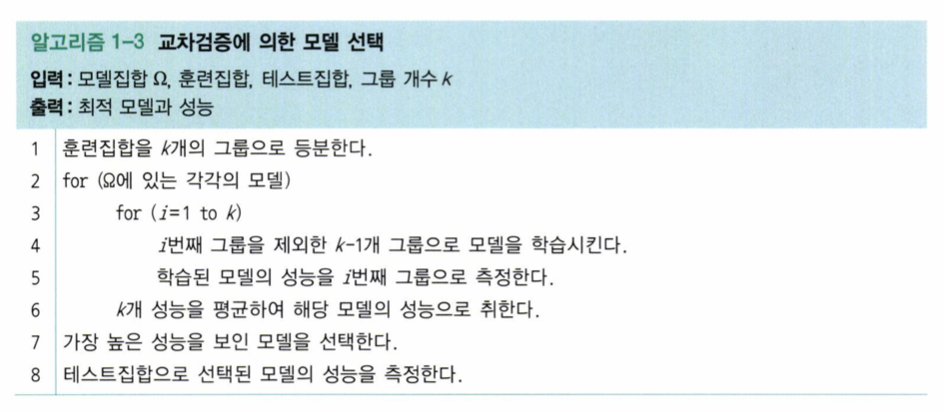 알고리즘 1-3 교차검증에 의한 모델 선택
입력: 모델집합 Ω, 훈련집합, 테스트집합, 그룹 개수 k
출력: 최적 모델과 성능
1 훈련집합을 k개의 그룹으로 등분한다.
2 for (Ω에 있는 각각의 모델)
3 for (i=1 to k)
4 i번째 그룹을 제외한 k-1개 그룹으로 모델을 학습시킨다.
5 학습된 모델의 성능을 i번째 그룹으로 측정한다.
6 k개 성능을 평균하여 해당 모델의 성능으로 취한다.
7 가장 높은 성능을 보인 모델을 선택한다.
8 테스트집합으로 선택된 모델의 성능을 측정한다.